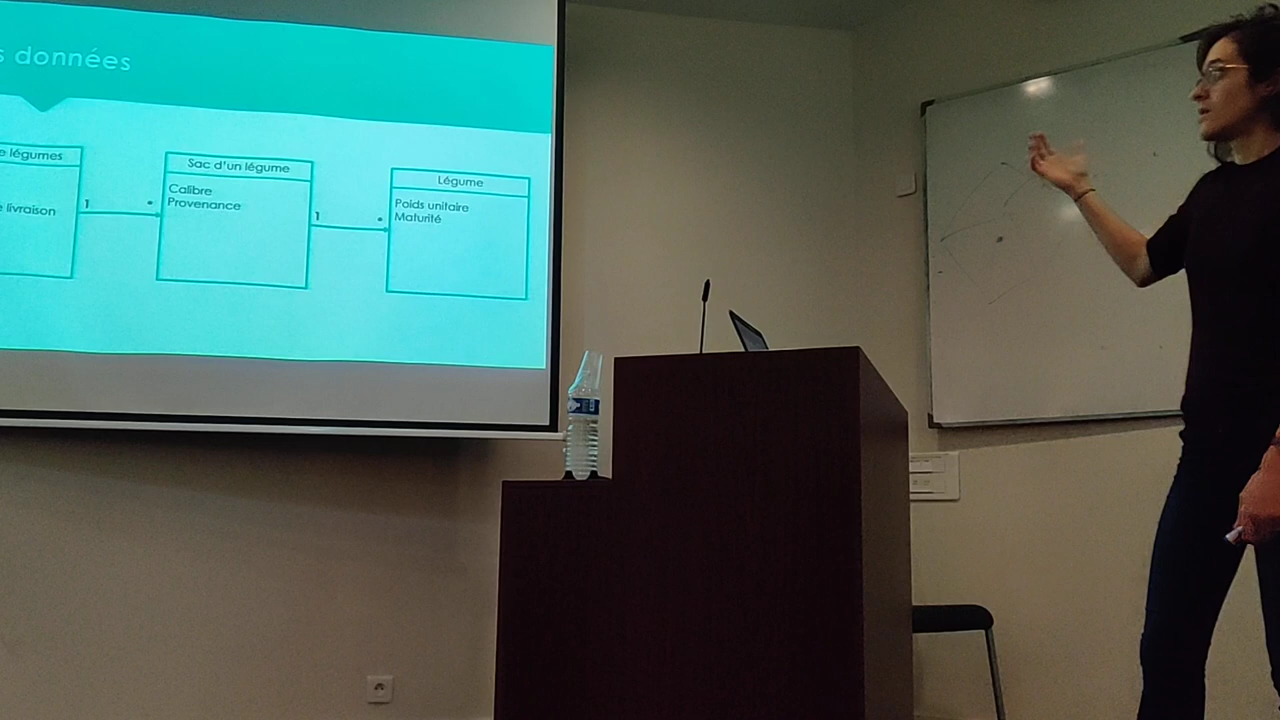 s données
e légumes
e livraison
1
•
Sac d'un légume
Calibre
Provenance
1
•
Légume
Poids unitaire
Maturité